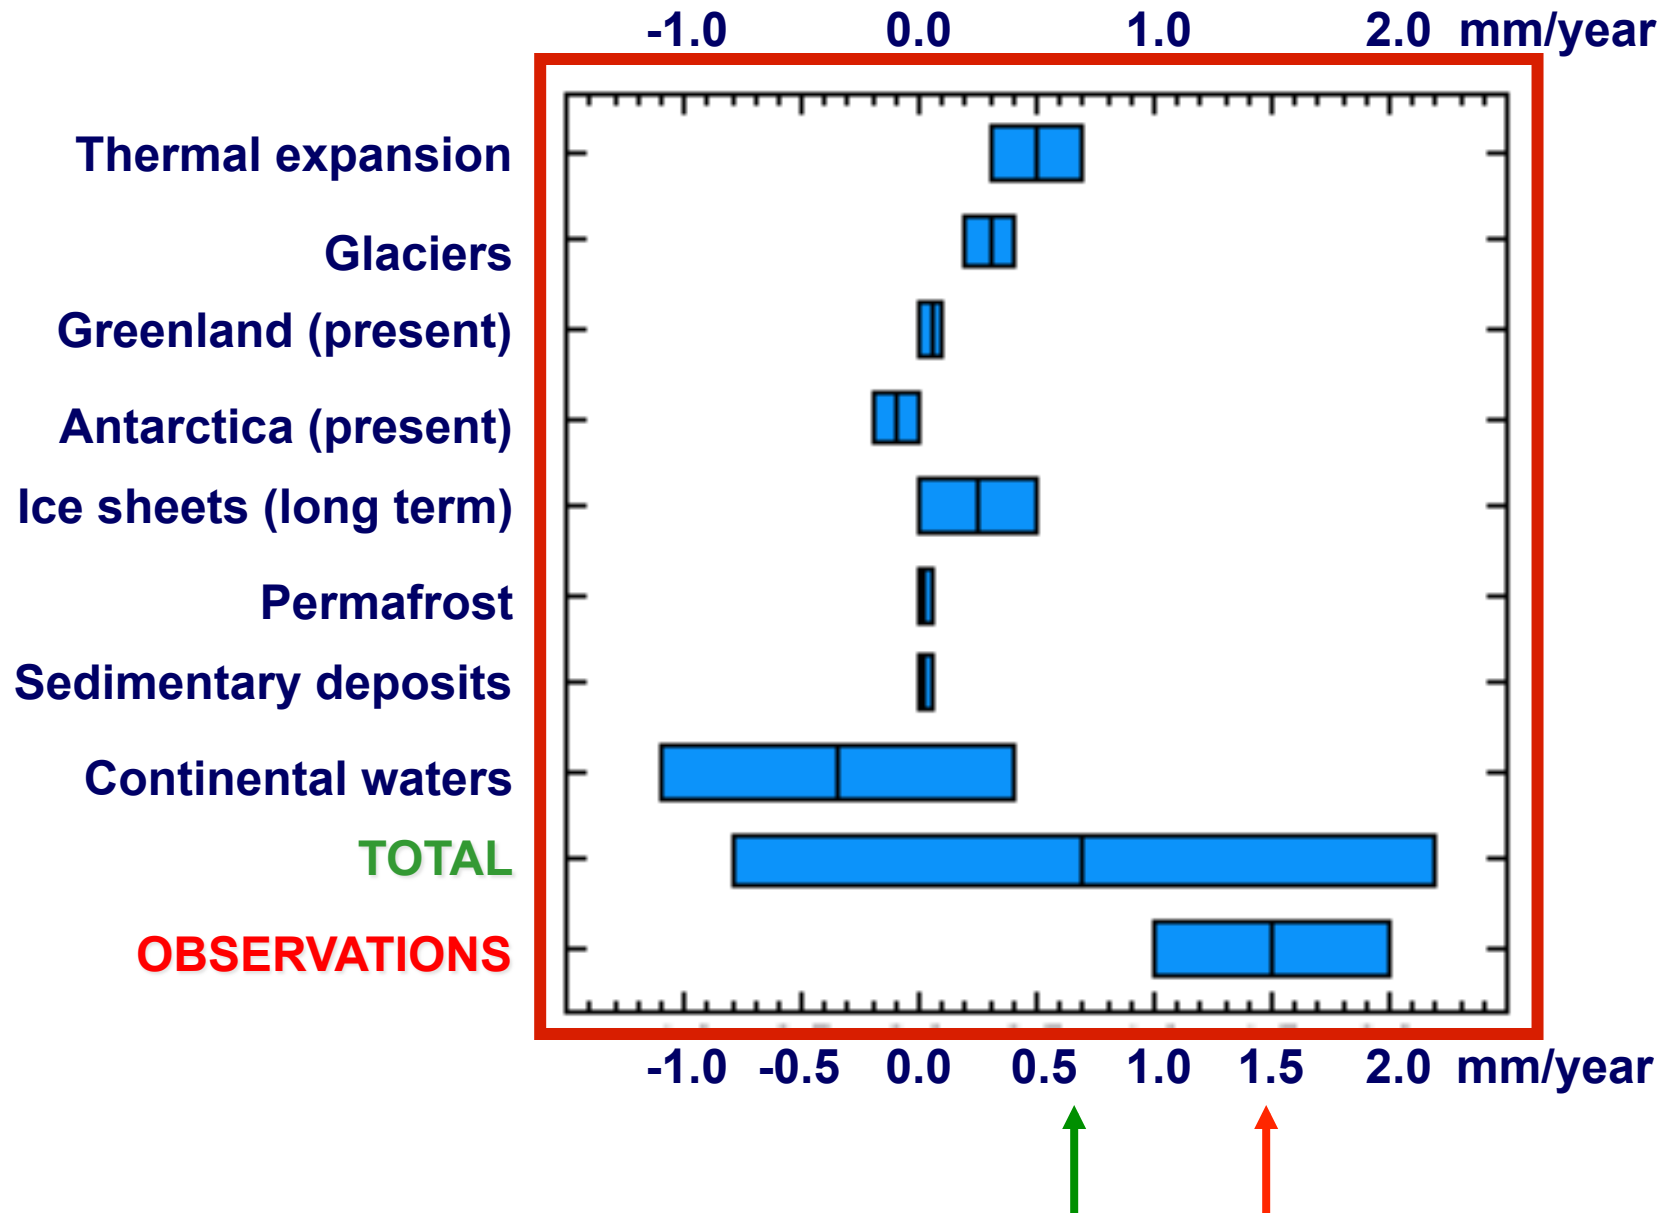 -1.0 0.0 1.0 2.0 mm/year
Thermal expansion
Glaciers
Greenland (present)
Antarctica (present)
Ice sheets (long term)
Permafrost
Sedimentary deposits
Continental waters
TOTAL
OBSERVATIONS
-1.0 -0.5 0.0 0.5 1.0 1.5 2.0 mm/year